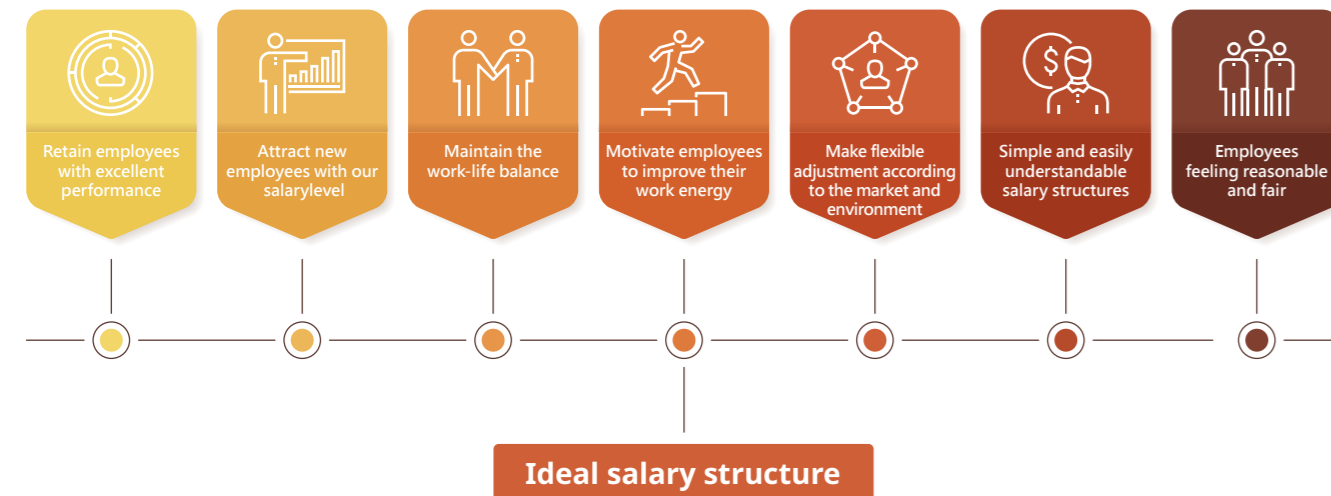 Retain employees
with excellent
performance
Attract new
employees with our
salarylevel
Maintain the
work-life balance
Motivate employees
to improve their
work energy
Make flexible
adjustment according
to the market and
environment
Simple and easily
understandable
salary structures
Employees
feeling reasonable
and fair
Ideal salary structure